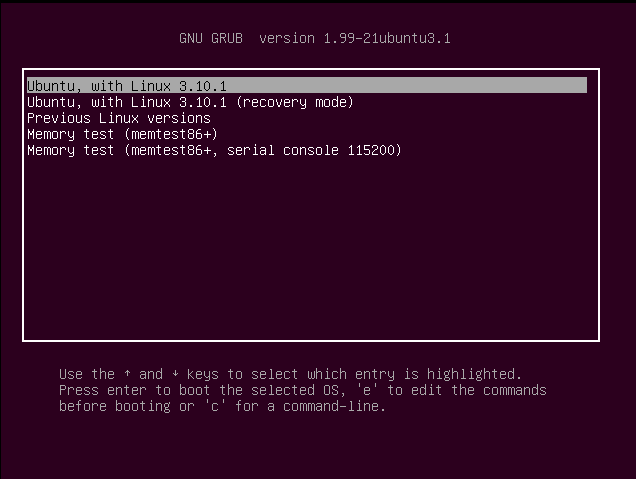 GNU GRUB  version 1.99-21ubuntu3.1
Ubuntu, with Linux 3.10.1
Ubuntu, with Linux 3.10.1 (recovery mode)
Previous Linux versions
Memory test (memtest86+)
Memory test (memtest86+, serial console 115200)
Use the ↑ and ↓ keys to select which entry is highlighted.
Press enter to boot the selected OS, 'e' to edit the commands
before booting or 'c' for a command-line.